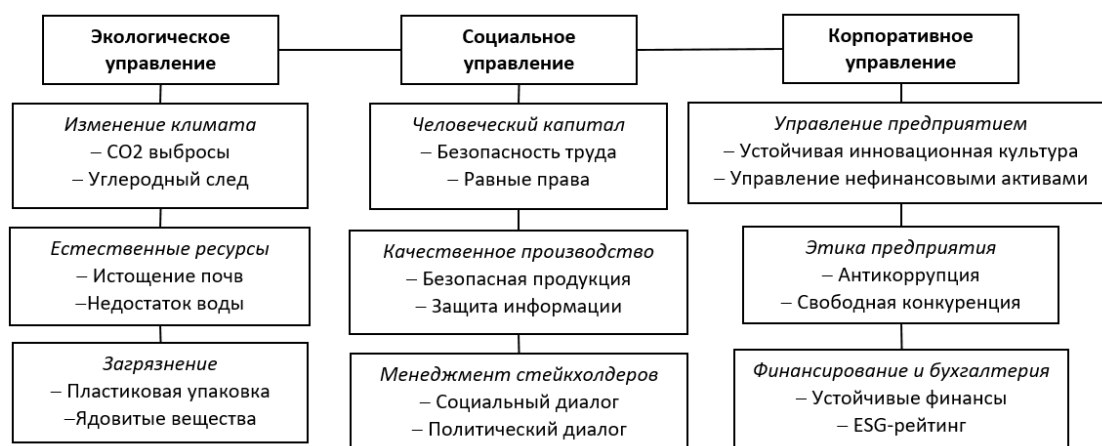 Экологическое
управление
Социальное
управление
Корпоративное
управление
Изменение климата
– CO2 выбросы
– Углеродный след
Человеческий капитал
– Безопасность труда
– Равные права
Управление предприятием
– Устойчивая инновационная культура
– Управление нефинансовыми активами
Естественные ресурсы
– Истощение почв
–Недостаток воды
Качественное производство
– Безопасная продукция
– Защита информации
Этика предприятия
– Антикоррупция
– Свободная конкуренция
Загрязнение
– Пластиковая упаковка
–Ядовитые вещества
Менеджмент стейкхолдеров
– Социальный диалог
– Политический диалог
Финансирование и бухгалтерия
– Устойчивые финансы
– ESG-рейтинг